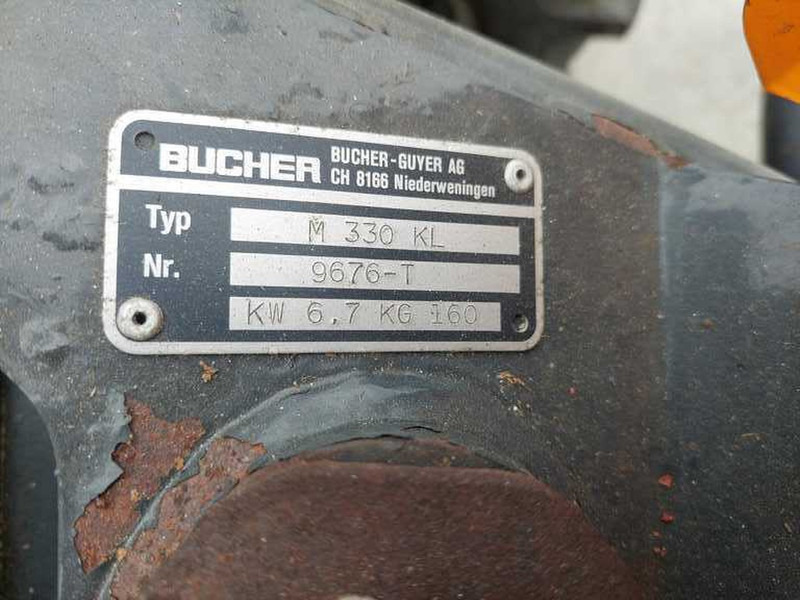 BUCHER BUCHER-GUYER AG
CH 8166 Niederweningen
Typ M 330 KL
Nr. 9676-T
KW 6,7 KG 160